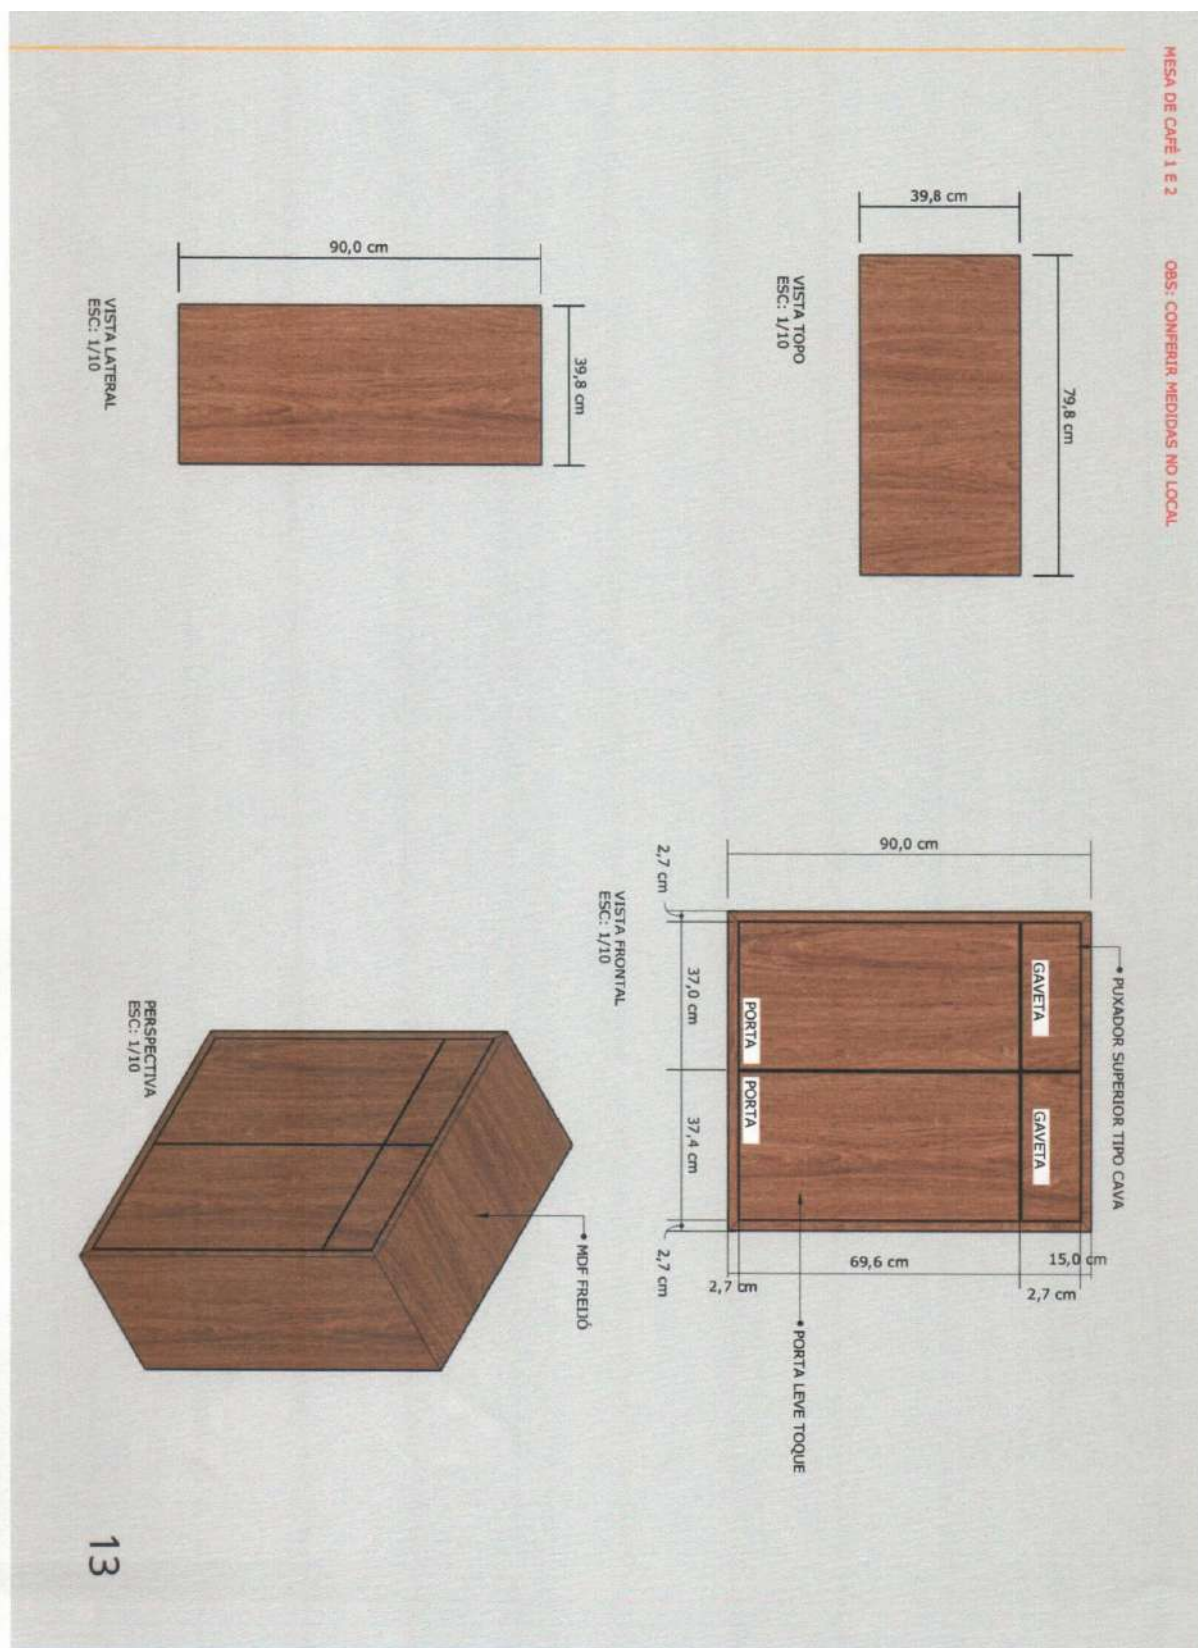 MESA DE CAFÉ 1 E 2
OBS: CONFERIR MEDIDAS NO LOCAL
39,8 cm
79,8 cm
VISTA TOPO
ESC: 1/10
90,0 cm
39,8 cm
VISTA LATERAL
ESC: 1/10
PUXADOR SUPERIOR TIPO CAVA
90,0 cm
GAVETA
GAVETA
PORTA
PORTA
15,0 cm
2,7 cm
69,6 cm
2,7 cm
2,7 cm
37,0 cm
37,4 cm
2,7 cm
PORTA LEVE TOQUE
VISTA FRONTAL
ESC: 1/10
MDF FREIJÓ
PERSPECTIVA
ESC: 1/10
13